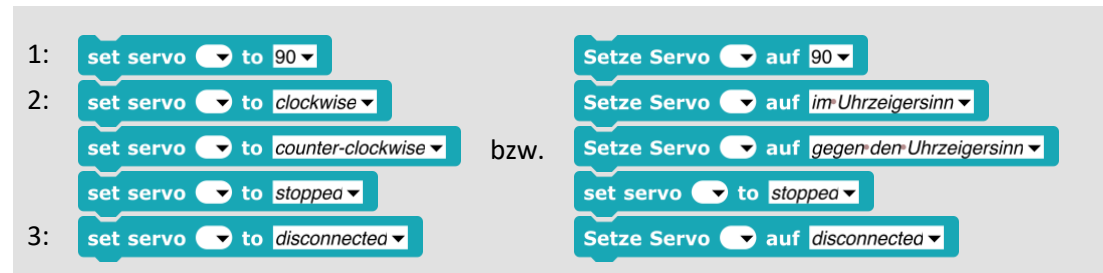 1: set servo to 90 Setze Servo auf 90
2: set servo to clockwise Setze Servo auf im Uhrzeigersinn
set servo to counter-clockwise bzw. Setze Servo auf gegen den Uhrzeigersinn
set servo to stopped set servo to stopped
3: set servo to disconnected Setze Servo auf disconnected